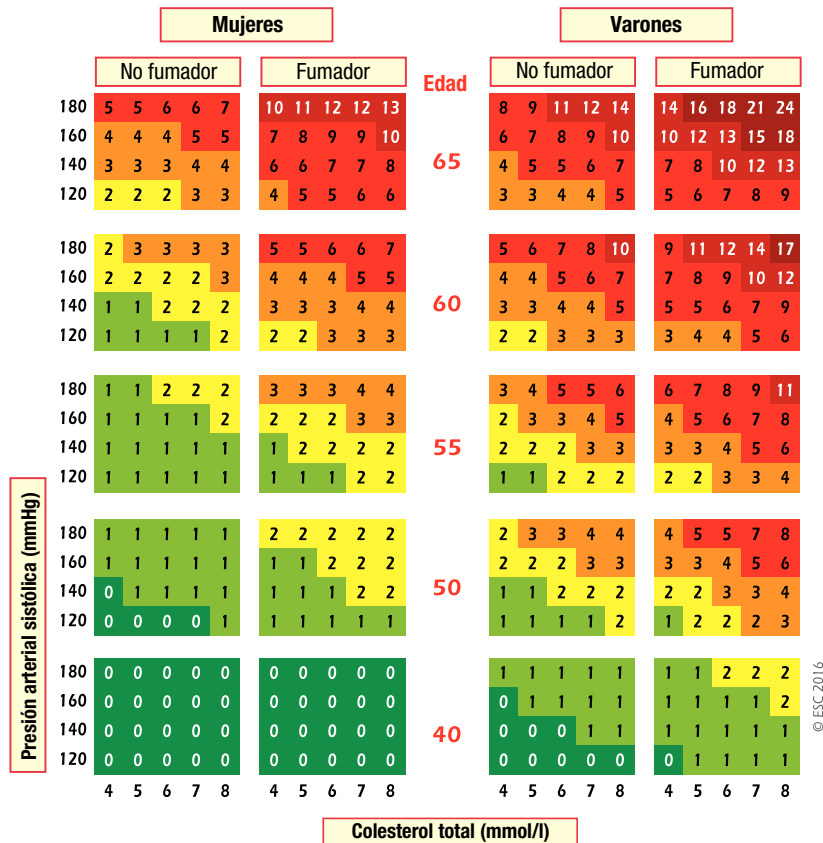 Mujeres Varones
No fumador Fumador Edad No fumador Fumador
180 5 5 6 6 7 10 11 12 12 13 8 9 11 12 14 14 16 18 21 24
160 4 4 4 5 5 7 8 9 9 10 6 7 8 9 10 10 12 13 15 18
65
140 3 3 3 4 4 6 6 7 7 8 4 5 5 6 7 7 8 10 12 13
120 2 2 2 3 3 4 5 5 6 6 3 3 4 4 5 5 6 7 8 9
180 2 3 3 3 3 5 5 6 6 7 5 6 7 8 10 9 11 12 14 17
160 2 2 2 2 3 4 4 4 5 5 4 4 5 6 7 7 8 9 10 12
60
140 1 1 2 2 2 3 3 3 4 4 3 3 4 4 5 5 5 6 7 9
120 1 1 1 1 2 2 2 3 3 3 2 2 3 3 3 3 4 4 5 6
180 1 1 2 2 2 3 3 3 4 4 3 4 5 5 6 6 7 8 9 11
160 1 1 1 1 2 2 2 2 3 3 2 3 3 4 5 4 5 6 7 8
55
140 1 1 1 1 1 1 2 2 2 2 2 2 2 3 3 3 3 4 5 6
120 1 1 1 1 1 1 1 1 2 2 1 1 2 2 2 2 2 3 3 4
180 1 1 1 1 1 2 2 2 2 2 2 3 3 4 4 4 5 5 7 8
160 1 1 1 1 1 1 1 2 2 2 2 2 2 3 3 3 3 4 5 6
50
140 0 1 1 1 1 1 1 1 2 2 1 1 2 2 2 2 2 3 3 4
120 0 0 0 0 1 1 1 1 1 1 1 1 1 1 2 1 2 2 2 3
180 0 0 0 0 0 0 0 0 0 0 1 1 1 1 1 1 1 2 2 2
160 0 0 0 0 0 0 0 0 0 0 0 1 1 1 1 1 1 1 1 2
40
140 0 0 0 0 0 0 0 0 0 0 0 0 0 1 1 1 1 1 1 1
120 0 0 0 0 0 0 0 0 0 0 0 0 0 0 0 0 1 1 1 1
4 5 6 7 8 4 5 6 7 8 4 5 6 7 8 4 5 6 7 8
Presión arterial sistólica (mmHg)
Colesterol total (mmol/l)
© ESC 2016